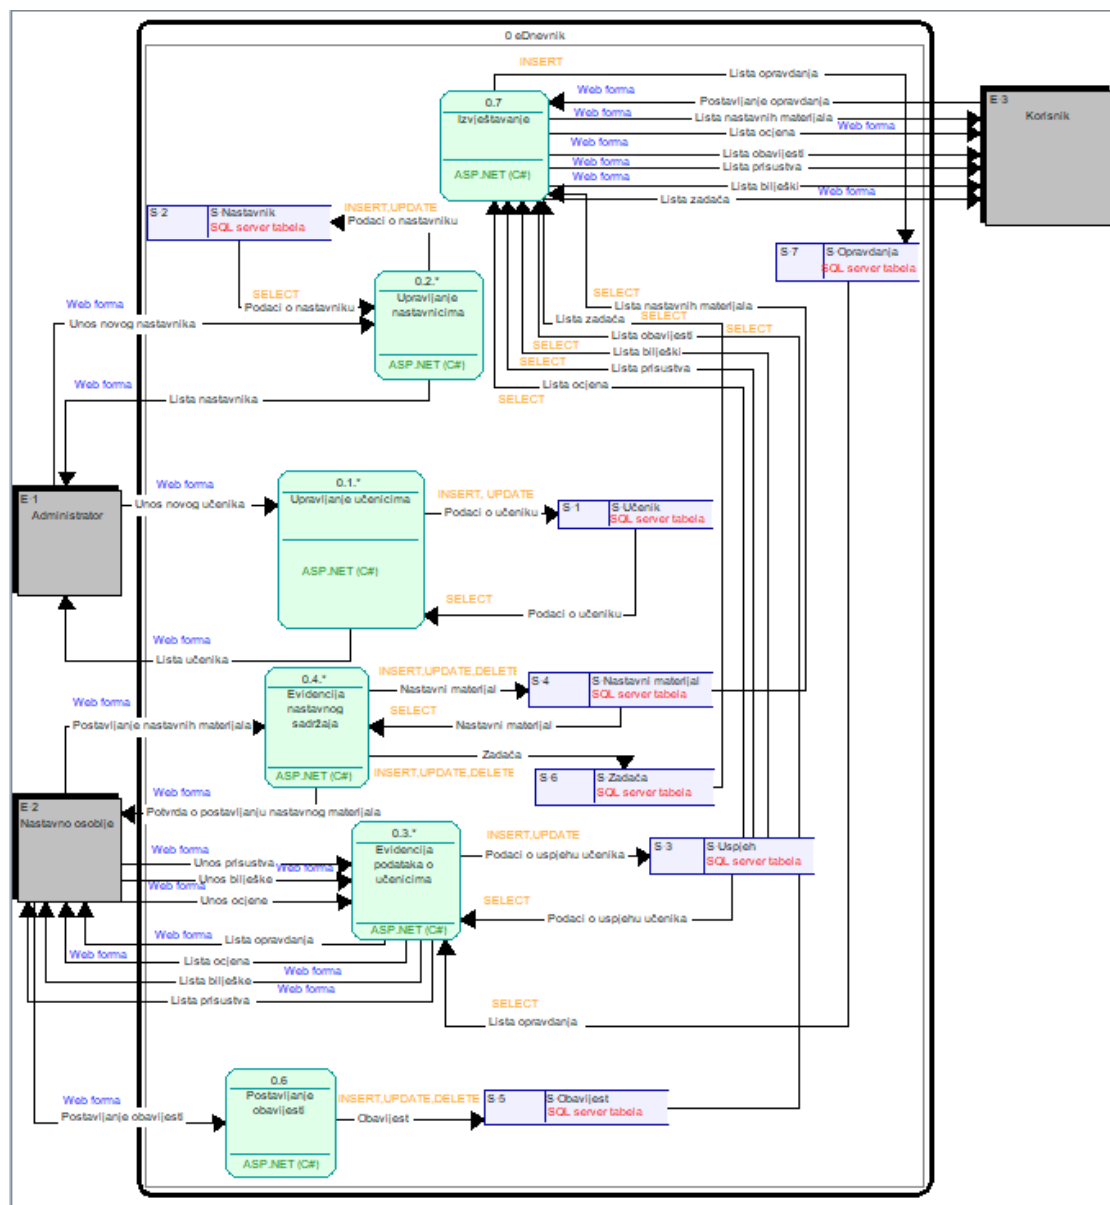 0 eDnevnik
INSERT
Lista opravdanja
Web forma
Postavljanje opravdanja
Lista nastavnih materijala
Web forma
Lista ocjena
Web forma
Lista obavijesti
Web forma
Lista prisustva
Web forma
Lista bilješki
Web forma
Lista zadaća
0.7
Izvještavanje
ASP.NET (C#)
E 3
Korisnik
S 2
S Nastavnik
SQL server tabela
INSERT,UPDATE
Podaci o nastavniku
S 7
S Opravdanja
SQL server tabela
0.2.*
Upravljanje
nastavnicima
ASP.NET (C#)
SELECT
Podaci o nastavniku
Web forma
Unos novog nastavnika
Web forma
Lista nastavnika
SELECT
Lista nastavnih materijala
SELECT
Lista zadaća
SELECT
Lista obavijesti
SELECT
Lista bilješki
SELECT
Lista prisustva
Lista ocjena
SELECT
E 1
Administrator
Web forma
Unos novog učenika
0.1.*
Upravljanje učenicima
ASP.NET (C#)
INSERT, UPDATE
Podaci o učeniku
S 1
S Učenik
SQL server tabela
SELECT
Podaci o učeniku
Web forma
Lista učenika
0.4.*
Evidencija
nastavnog
sadržaja
ASP.NET (C#)
INSERT,UPDATE,DELETE
Nastavni materijal
S 4
S Nastavni materijal
SQL server tabela
SELECT
Nastavni materijal
Web forma
Postavljanje nastavnih materijala
Zadaća
INSERT,UPDATE,DELETE
S 6
S Zadaća
SQL server tabela
Web forma
Potvrda o postavljanju nastavnog materijala
E 2
Nastavno osoblje
0.3.*
Evidencija
podataka o
učenicima
ASP.NET (C#)
INSERT,UPDATE
Podaci o uspjehu učenika
S 3
S Uspjeh
SQL server tabela
Web forma
Unos prisustva
Web forma
Unos bilješke
Web forma
Unos ocjene
SELECT
Podaci o uspjehu učenika
Web forma
Lista opravdanja
Web forma
Lista ocjena
Web forma
Lista bilješke
Web forma
Lista prisustva
SELECT
Lista opravdanja
0.6
Postavljanje
obavijesti
ASP.NET (C#)
Web forma
Postavljanje obavijesti
INSERT,UPDATE,DELETE
Obavijest
S 5
S Obavijest
SQL server tabela